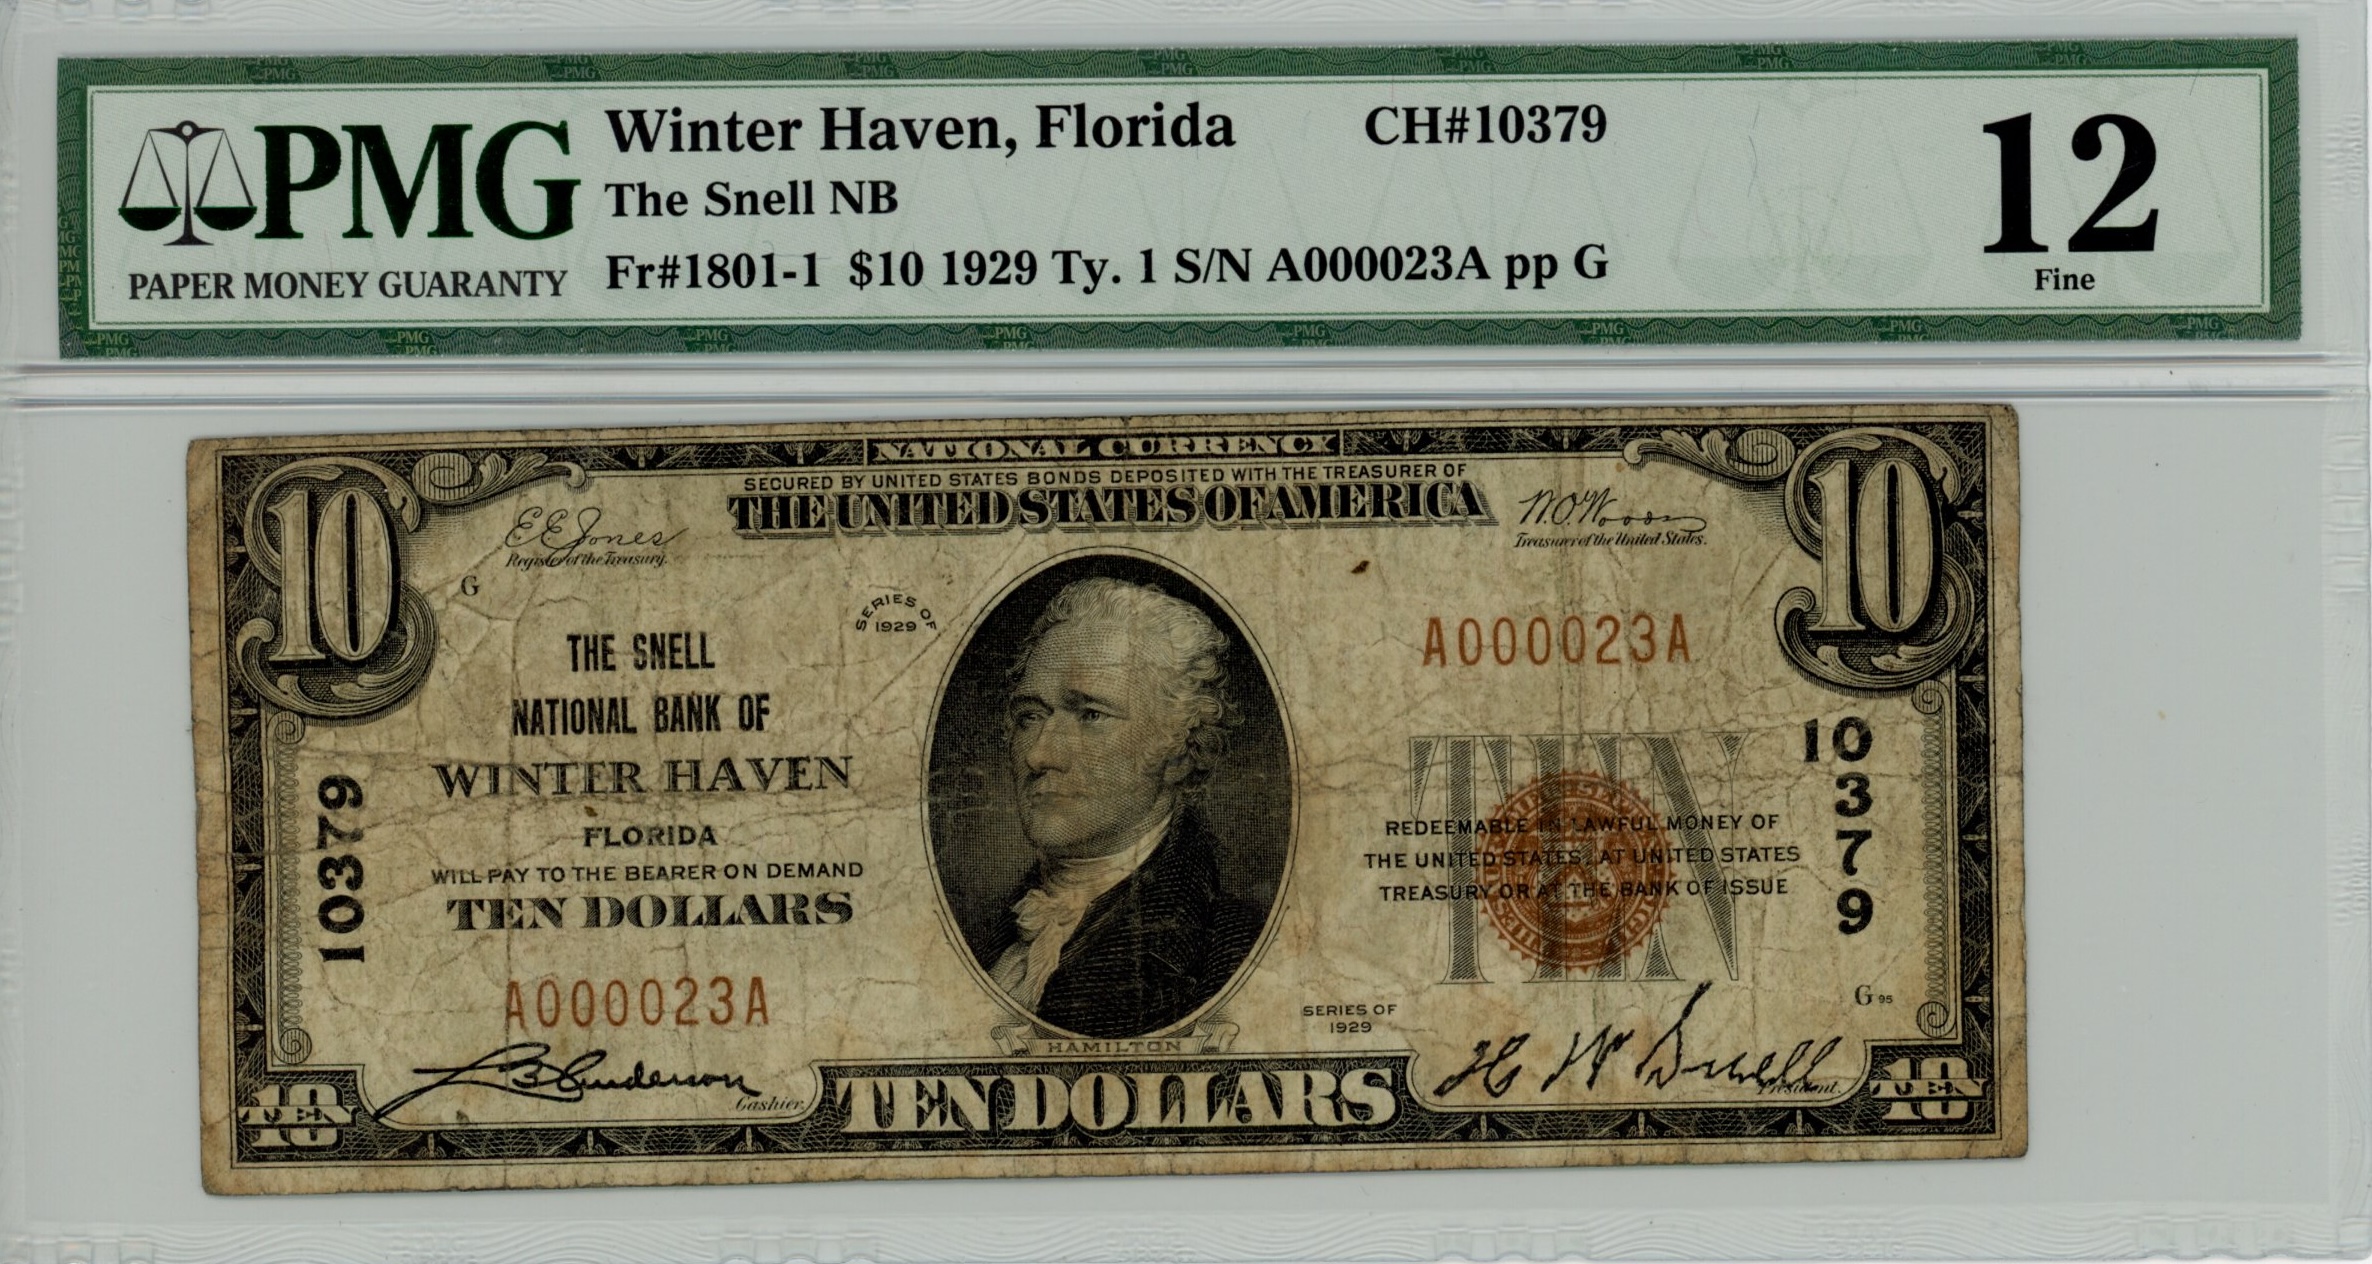 PMG
PAPER MONEY GUARANTY
Winter Haven, Florida CH#10379
The Snell NB
Fr#1801-1 $10 1929 Ty. 1 S/N A000023A pp G
12
Fine
NATIONAL CURRENCY
SECURED BY UNITED STATES BONDS DEPOSITED WITH THE TREASURER OF
THE UNITED STATES OF AMERICA
10
10
E E Jones
Register of the Treasury.
W.O. Woods
Treasurer of the United States.
G
SERIES OF
1929
THE SNELL
NATIONAL BANK OF
WINTER HAVEN
FLORIDA
WILL PAY TO THE BEARER ON DEMAND
TEN DOLLARS
A000023A
A000023A
10379
10379
TEN
REDEEMABLE IN LAWFUL MONEY OF
THE UNITED STATES AT UNITED STATES
TREASURY OR AT THE BANK OF ISSUE
G 95
SERIES OF
1929
HAMILTON
Cashier.
H W Snell
President.
TEN
10
TEN DOLLARS
TEN
10